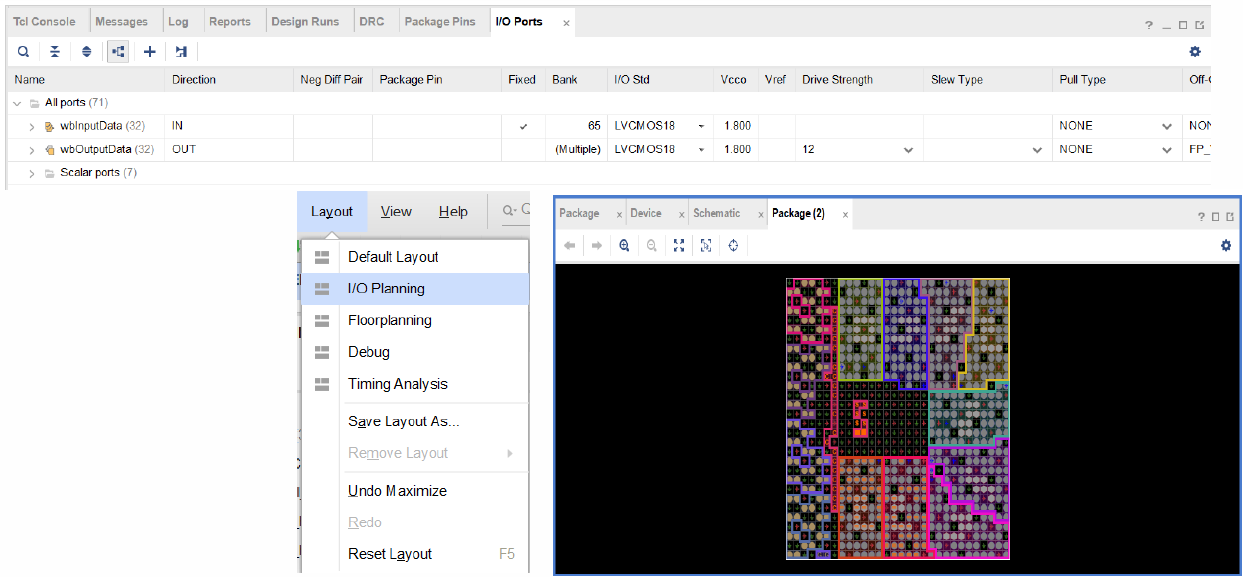 Tcl Console Messages Log Reports Design Runs DRC Package Pins I/O Ports × ?
Name Direction Neg Diff Pair Package Pin Fixed Bank I/O Std Vcco Vref Drive Strength Slew Type Pull Type Off-C
All ports (71)
wbInputData (32) IN 65 LVCMOS18 1.800 NONE NON
wbOutputData (32) OUT (Multiple) LVCMOS18 1.800 12 NONE FP_
Scalar ports (7)
Layout View Help
Default Layout
I/O Planning
Floorplanning
Debug
Timing Analysis
Save Layout As...
Remove Layout
Undo Maximize
Redo
Reset Layout F5
Package × Device × Schematic × Package (2) × ?